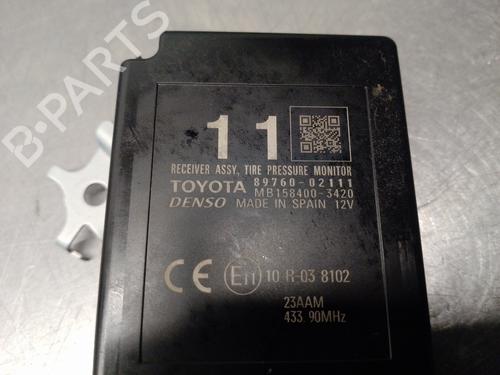 B-PARTS
11
RECEIVER ASSY, TIRE PRESSURE MONITOR
TOYOTA 89760-02111
MB158400-3420
DENSO MADE IN SPAIN 12V
CE E11 10 R-03 8102
23AAM
433.90MHz